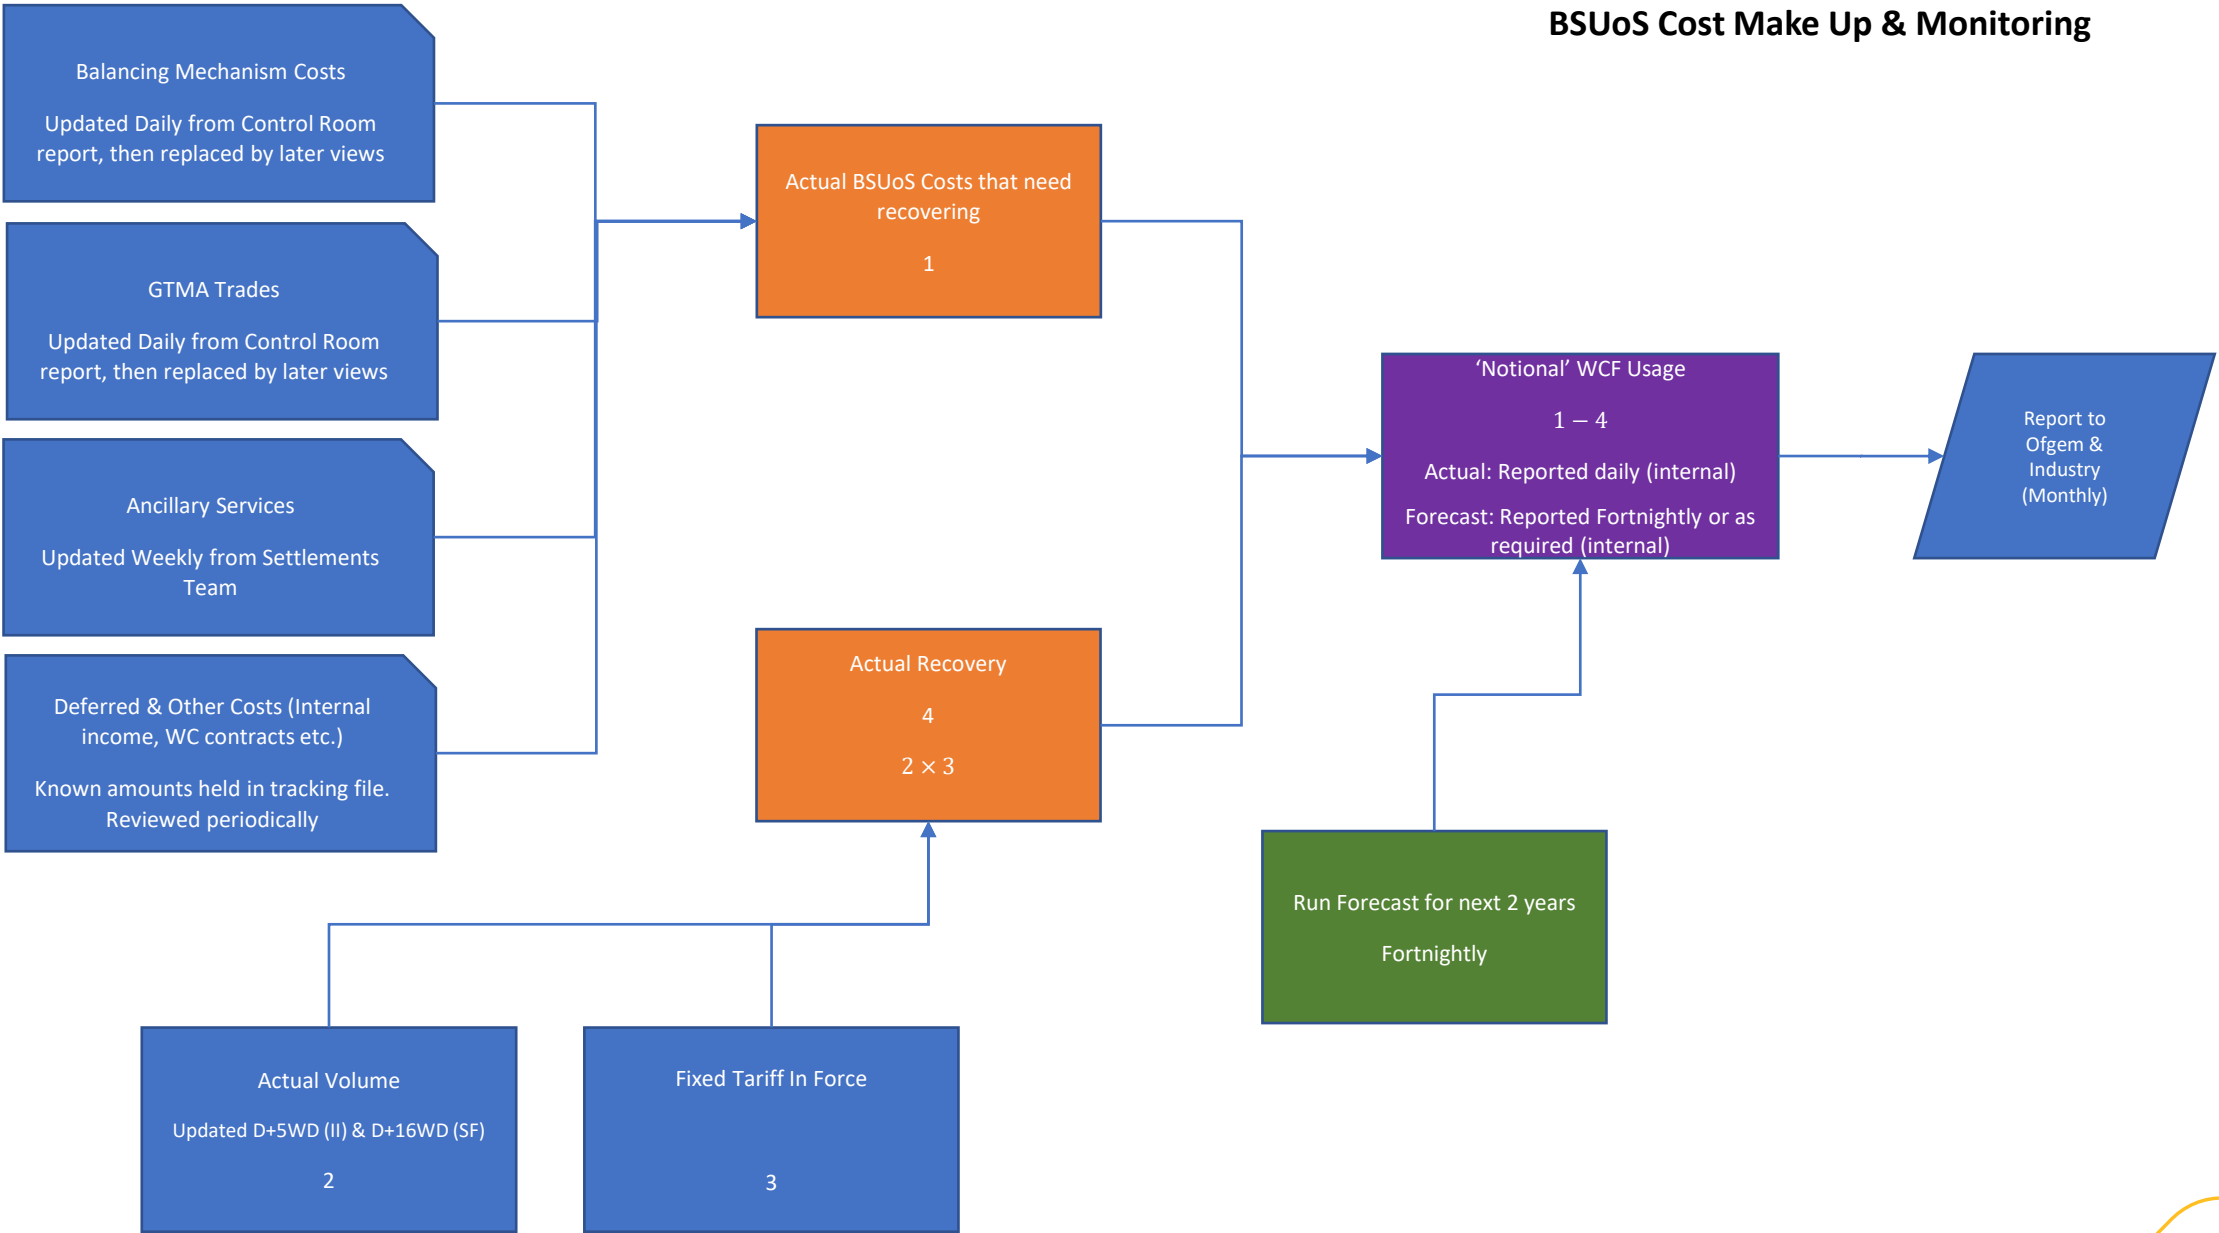 BSUoS Cost Make Up & Monitoring
Balancing Mechanism Costs
Updated Daily from Control Room
report, then replaced by later views
GTMA Trades
Updated Daily from Control Room
report, then replaced by later views
Ancillary Services
Updated Weekly from Settlements
Team
Deferred & Other Costs (Internal
income, WC contracts etc.)
Known amounts held in tracking file.
Reviewed periodically
Actual BSUoS Costs that need
recovering
1
Actual Recovery
4
2 × 3
Actual Volume
Updated D+5WD (II) & D+16WD (SF)
2
Fixed Tariff In Force
3
‘Notional’ WCF Usage
1 − 4
Actual: Reported daily (internal)
Forecast: Reported Fortnightly or as
required (internal)
Run Forecast for next 2 years
Fortnightly
Report to
Ofgem &
Industry
(Monthly)